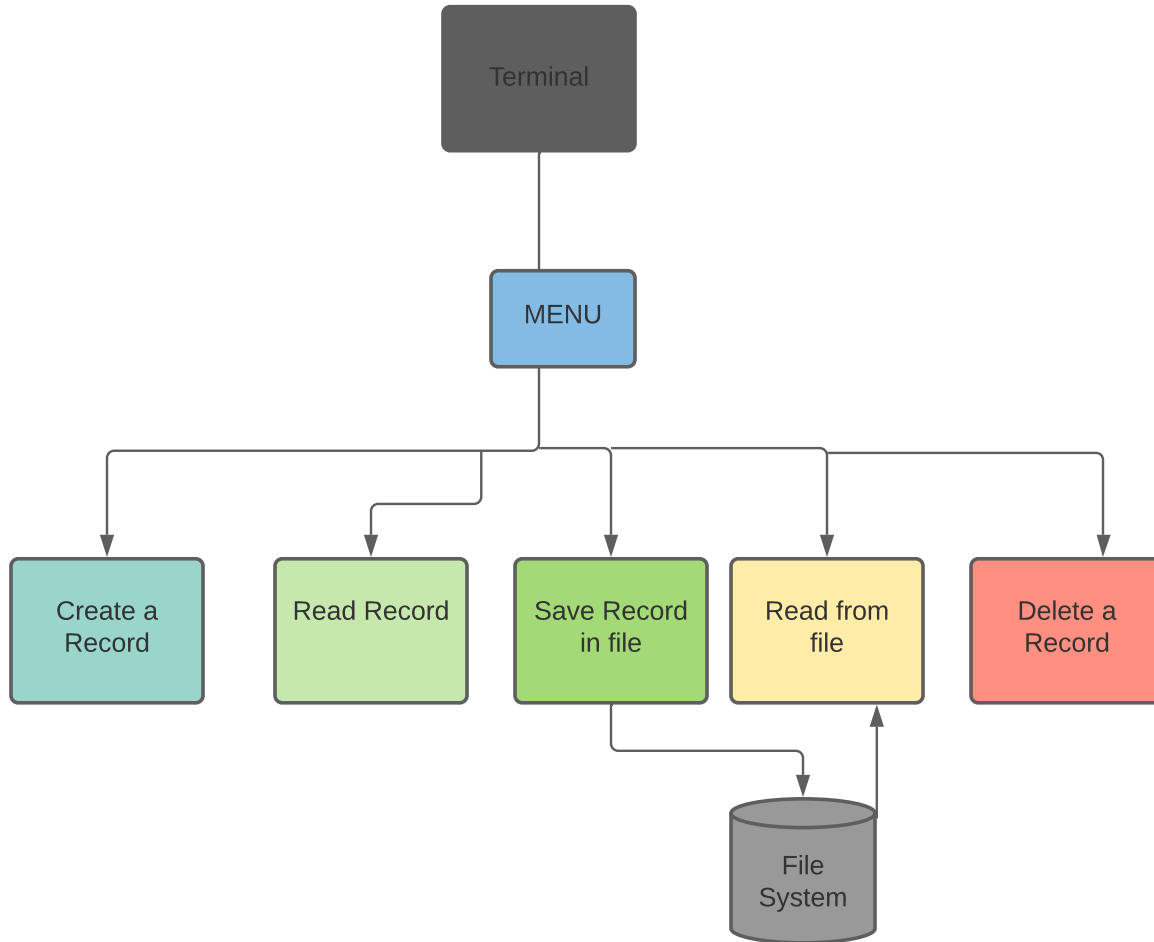 Terminal
MENU
Create a
Record
Read Record
Save Record
in file
Read from
file
Delete a
Record
File
System